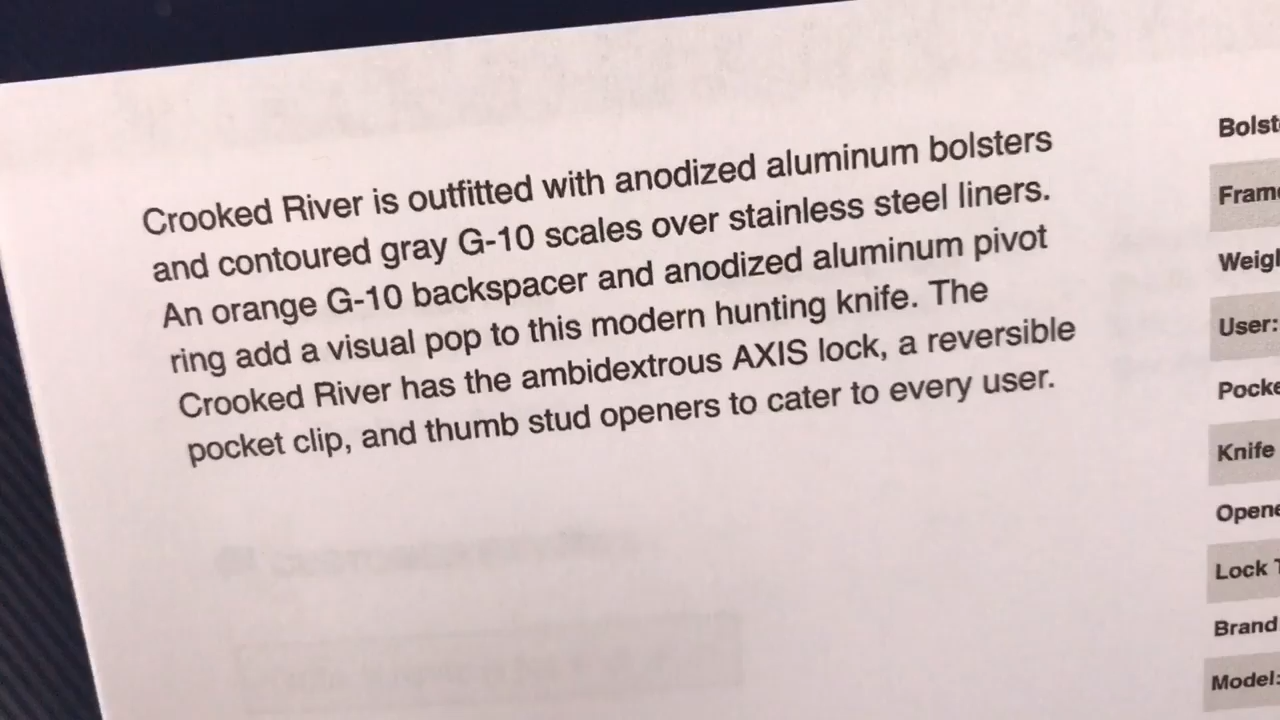 Crooked River is outfitted with anodized aluminum bolsters
and contoured gray G-10 scales over stainless steel liners.
An orange G-10 backspacer and anodized aluminum pivot
ring add a visual pop to this modern hunting knife. The
Crooked River has the ambidextrous AXIS lock, a reversible
pocket clip, and thumb stud openers to cater to every user.
Bolst
Frame
Weigh
User:
Pocke
Knife
Opene
Lock T
Brand
Model: